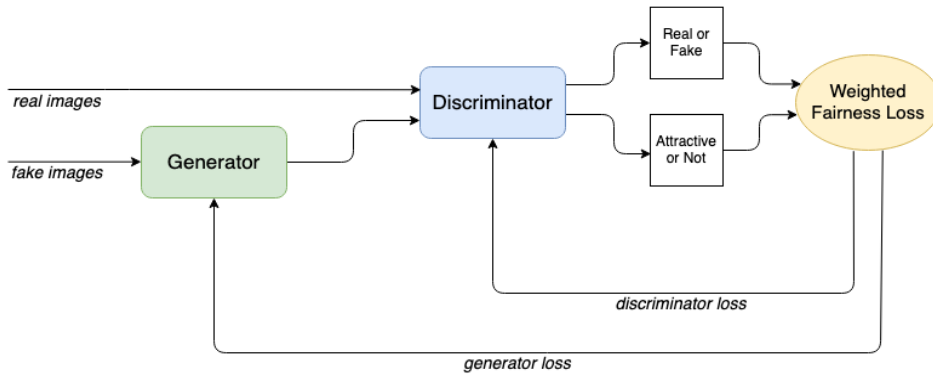 real images
fake images
Generator
Discriminator
Real or
Fake
Attractive
or Not
Weighted
Fairness Loss
discriminator loss
generator loss